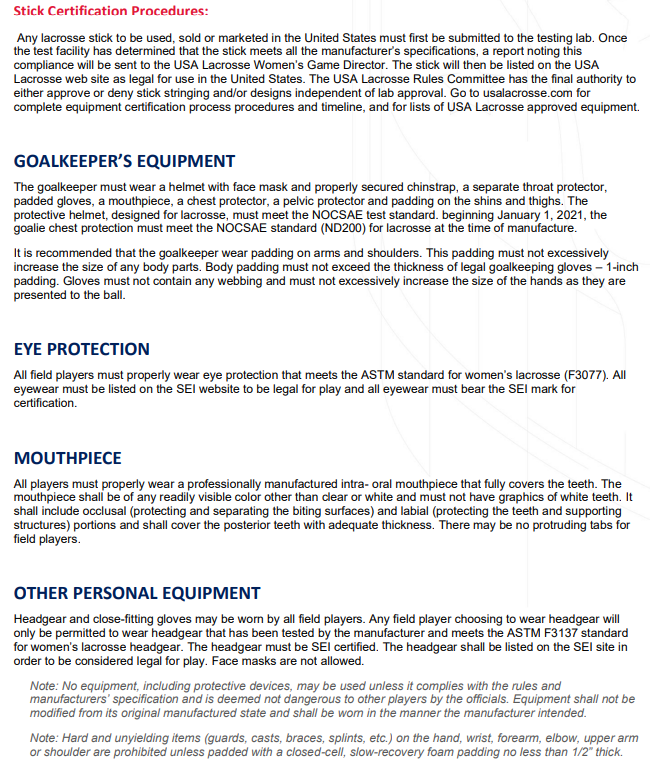 Stick Certification Procedures:
Any lacrosse stick to be used, sold or marketed in the United States must first be submitted to the testing lab. Once
the test facility has determined that the stick meets all the manufacturer's specifications, a report noting this
compliance will be sent to the USA Lacrosse Women's Game Director. The stick will then be listed on the USA
Lacrosse web site as legal for use in the United States. The USA Lacrosse Rules Committee has the final authority to
either approve or deny stick stringing and/or designs independent of lab approval. Go to usalacrosse.com for
complete equipment certification process procedures and timeline, and for lists of USA Lacrosse approved equipment.
GOALKEEPER'S EQUIPMENT
The goalkeeper must wear a helmet with face mask and properly secured chinstrap, a separate throat protector,
padded gloves, a mouthpiece, a chest protector, a pelvic protector and padding on the shins and thighs. The
protective helmet, designed for lacrosse, must meet the NOCSAE test standard. beginning January 1, 2021, the
goalie chest protection must meet the NOCSAE standard (ND200) for lacrosse at the time of manufacture.
It is recommended that the goalkeeper wear padding on arms and shoulders. This padding must not excessively
increase the size of any body parts. Body padding must not exceed the thickness of legal goalkeeping gloves – 1-inch
padding. Gloves must not contain any webbing and must not excessively increase the size of the hands as they are
presented to the ball.
EYE PROTECTION
All field players must properly wear eye protection that meets the ASTM standard for women's lacrosse (F3077). All
eyewear must be listed on the SEI website to be legal for play and all eyewear must bear the SEI mark for
certification.
MOUTHPIECE
All players must properly wear a professionally manufactured intra- oral mouthpiece that fully covers the teeth. The
mouthpiece shall be of any readily visible color other than clear or white and must not have graphics of white teeth. It
shall include occlusal (protecting and separating the biting surfaces) and labial (protecting the teeth and supporting
structures) portions and shall cover the posterior teeth with adequate thickness. There may be no protruding tabs for
field players.
OTHER PERSONAL EQUIPMENT
Headgear and close-fitting gloves may be worn by all field players. Any field player choosing to wear headgear will
only be permitted to wear headgear that has been tested by the manufacturer and meets the ASTM F3137 standard
for women's lacrosse headgear. The headgear must be SEI certified. The headgear shall be listed on the SEI site in
order to be considered legal for play. Face masks are not allowed.
Note: No equipment, including protective devices, may be used unless it complies with the rules and
manufacturers' specification and is deemed not dangerous to other players by the officials. Equipment shall not be
modified from its original manufactured state and shall be worn in the manner the manufacturer intended.
Note: Hard and unyielding items (guards, casts, braces, splints, etc.) on the hand, wrist, forearm, elbow, upper arm
or shoulder are prohibited unless padded with a closed-cell, slow-recovery foam padding no less than 1/2" thick.